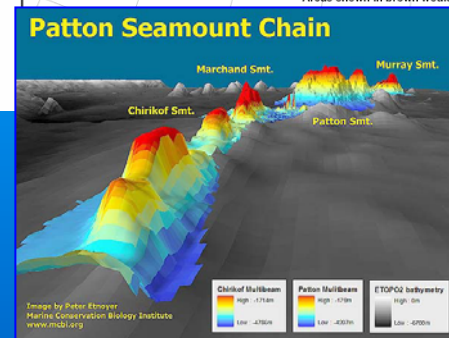 Patton Seamount Chain
Marchand Smt.
Murray Smt.
Chirikof Smt.
Patton Smt.
Chirikof Multibeam
High : -1714m
Low : -4786m
Patton Multibeam
High : -179m
Low : -4307m
ETOPO2 bathymetry
High : 0m
Low : -6700m
Image by Peter Etnoyer
Marine Conservation Biology Institute
www.mcbi.org